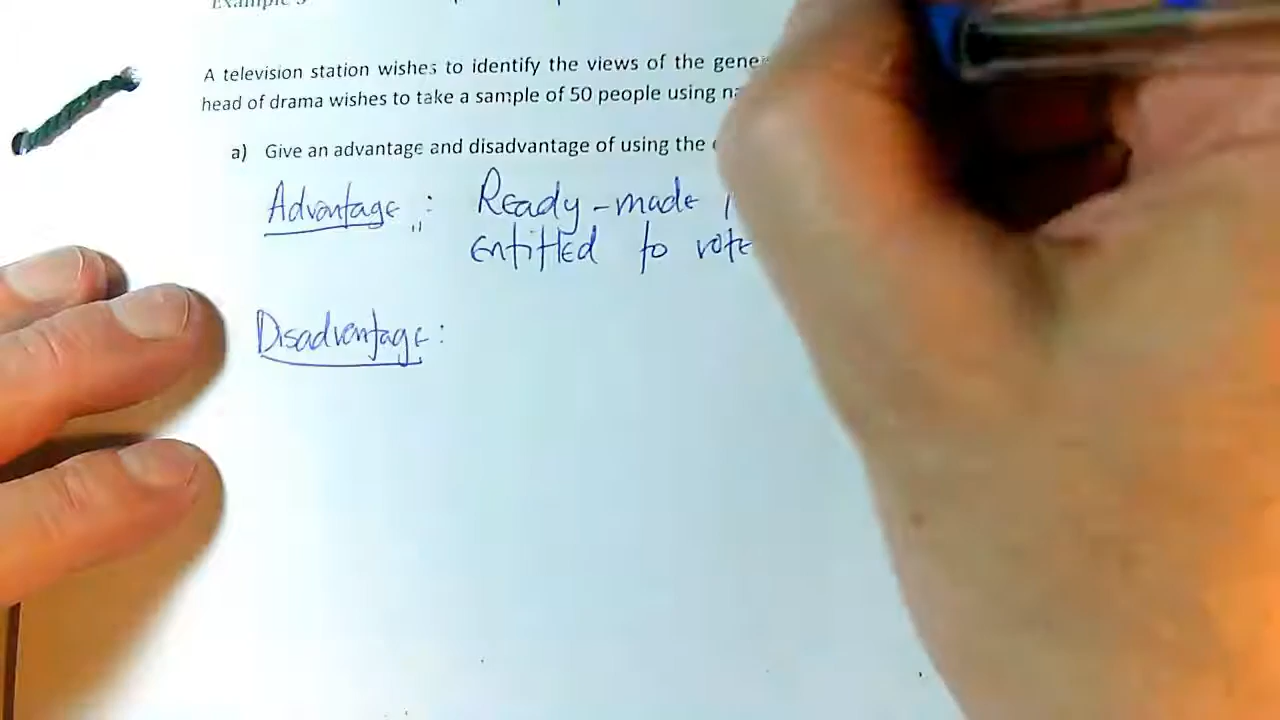 Example
A television station wishes to identify the views of the
head of drama wishes to take a sample of 50 people using
a) Give an advantage and disadvantage of using the
Advantage : Ready-made
entitled to vote
Disadvantage :